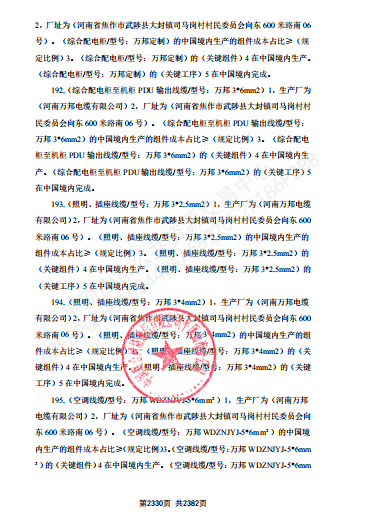 2，厂址为（河南省焦作市武陟县大封镇司马岗村村民委员会向东 600 米路南 06
号）。（综合配电柜/型号：万邦定制）的中国境内生产的组件成本占比≥（规
定比例）3。（综合配电柜/型号：万邦定制）的（关键组件）4 在中国境内生产。
（综合配电柜/型号：万邦定制）的（关键工序）5 在中国境内完成。
192.（综合配电柜至机柜 PDU 输出线缆/型号：万邦 3*6mm2）1，生产厂为
（河南万邦电缆有限公司）2，厂址为（河南省焦作市武陟县大封镇司马岗村村
民委员会向东 600 米路南 06 号）。（综合配电柜至机柜 PDU 输出线缆/型号：
万邦 3*6mm2）的中国境内生产的组件成本占比≥（规定比例）3。（综合配电
柜至机柜 PDU 输出线缆/型号：万邦 3*6mm2）的（关键组件）4 在中国境内生
产。（综合配电柜至机柜 PDU 输出线缆/型号：万邦 3*6mm2）的（关键工序）5
在中国境内完成。
193.（照明、插座线缆/型号：万邦 3*2.5mm2）1，生产厂为（河南万邦电缆
有限公司）2，厂址为（河南省焦作市武陟县大封镇司马岗村村民委员会向东 600
米路南 06 号）。（照明、插座线缆/型号：万邦 3*2.5mm2）的中国境内生产的
组件成本占比≥（规定比例）3。（照明、插座线缆/型号：万邦 3*2.5mm2）的
（关键组件）4 在中国境内生产。（照明、插座线缆/型号：万邦 3*2.5mm2）的
（关键工序）5 在中国境内完成。
194.（照明、插座线缆/型号：万邦 3*4mm2）1，生产厂为（河南万邦电缆
有限公司）2，厂址为（河南省焦作市武陟县大封镇司马岗村村民委员会向东 600
米路南 06 号）。（照明、插座线缆/型号：万邦 3*4mm2）的中国境内生产的组
件成本占比≥（规定比例）3。（照明、插座线缆/型号：万邦 3*4mm2）的（关
键组件）4 在中国境内生产。（照明、插座线缆/型号：万邦 3*4mm2）的（关键
工序）5 在中国境内完成。
195.（空调线缆/型号：万邦 WDZNJYJ-5*6mm²）1，生产厂为（河南万邦
电缆有限公司）2，厂址为（河南省焦作市武陟县大封镇司马岗村村民委员会向
东 600 米路南 06 号）。（空调线缆/型号：万邦 WDZNJYJ-5*6mm²）的中国境
内生产的组件成本占比≥（规定比例）3。（空调线缆/型号：万邦 WDZNJYJ-5*6mm
²）的（关键组件）4 在中国境内生产。（空调线缆/型号：万邦 WDZNJYJ-5*6mm
第2330页 共2382页